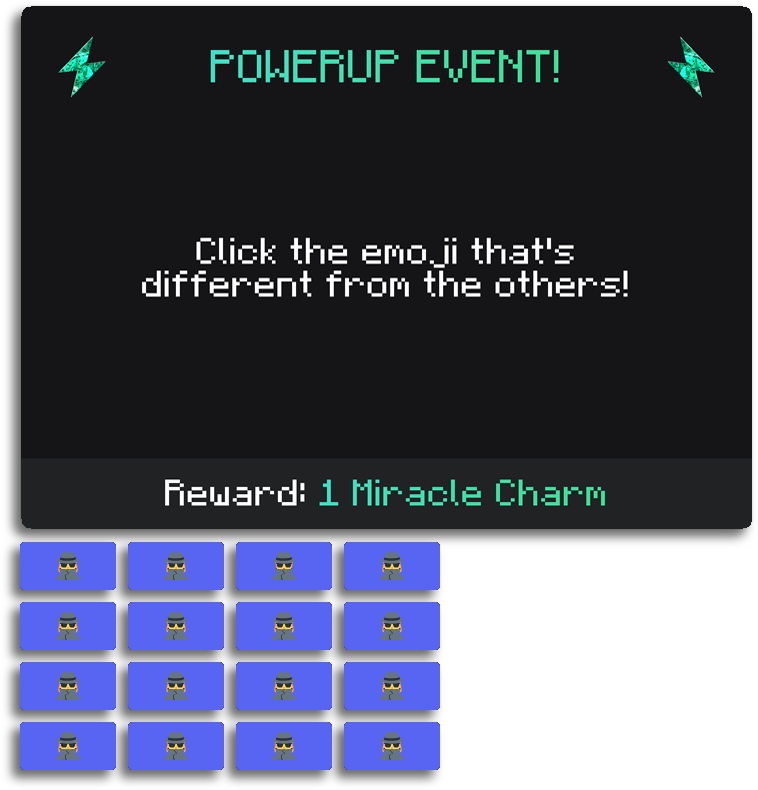 POWERUP EVENT!
Click the emoji that's
different from the others!
Reward: 1 Miracle Charm